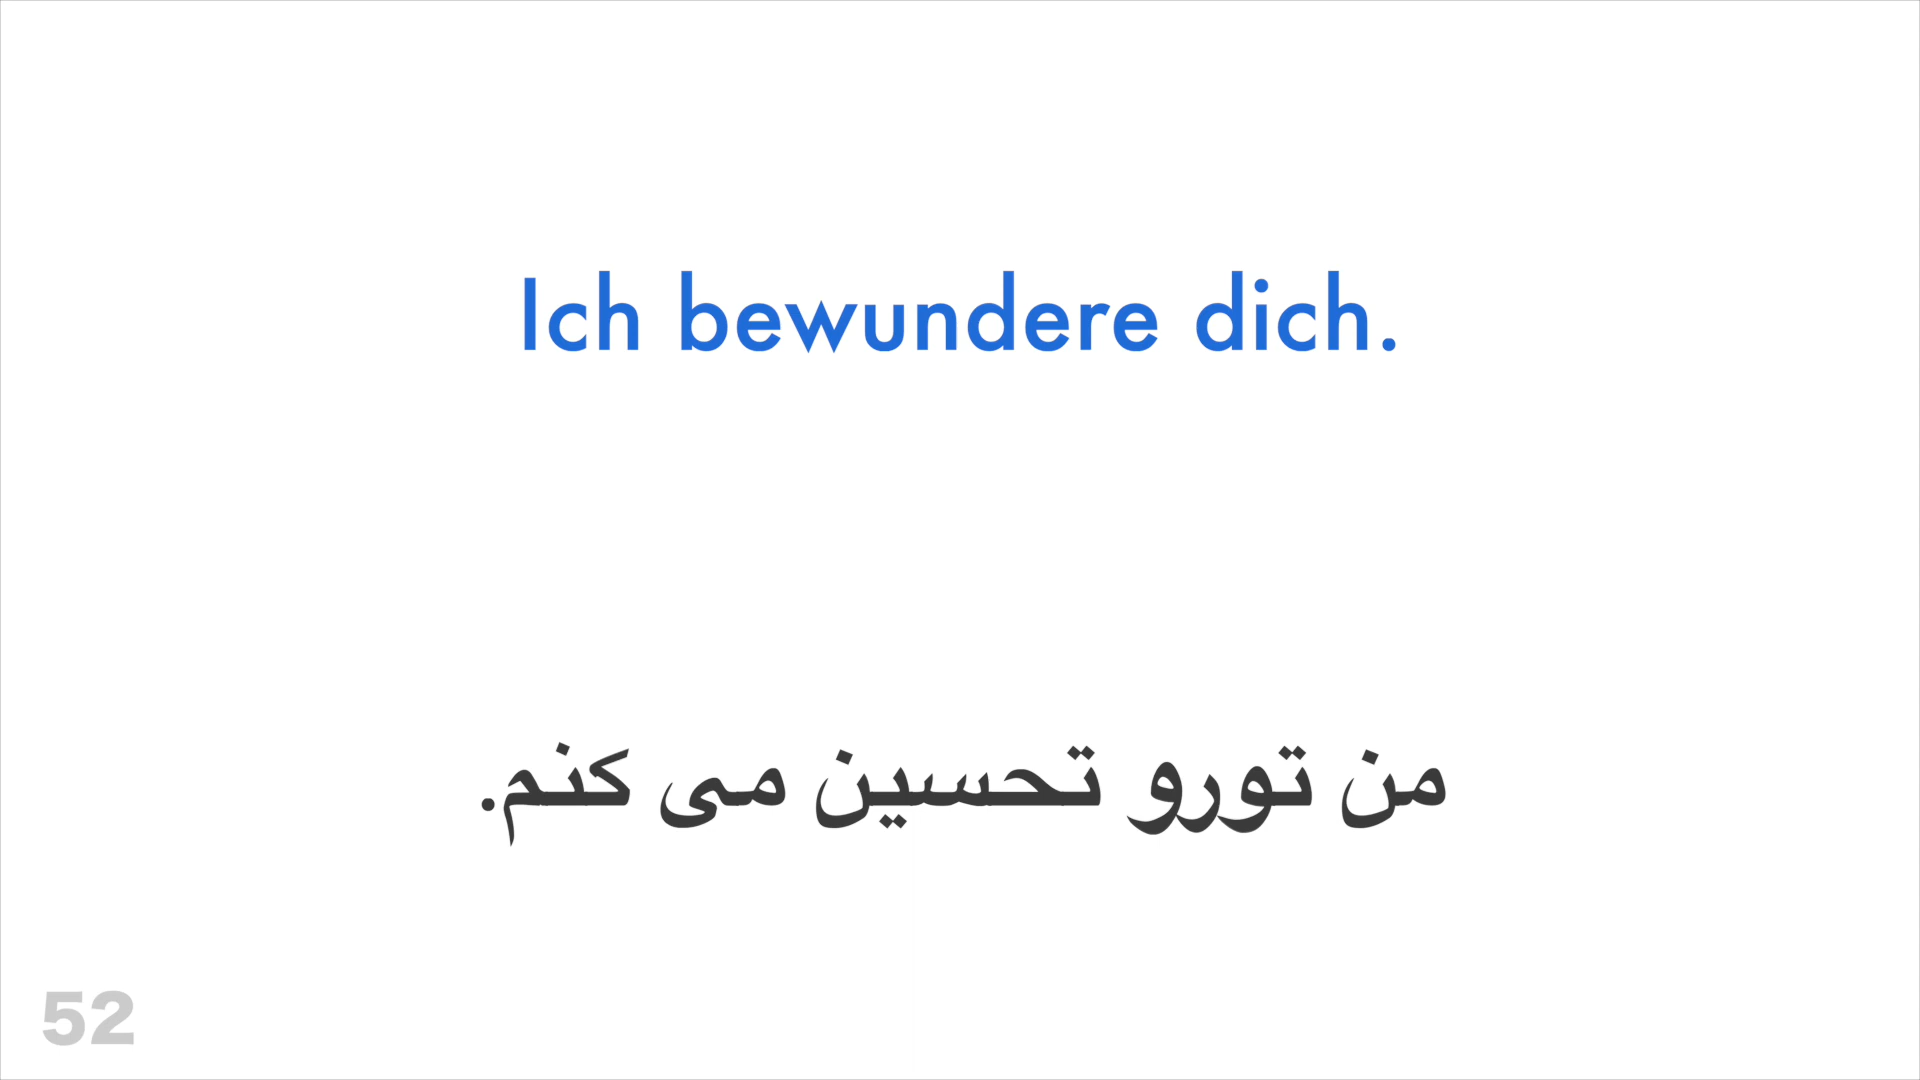 Ich bewundere dich.
من تورو تحسین می کنم.
52